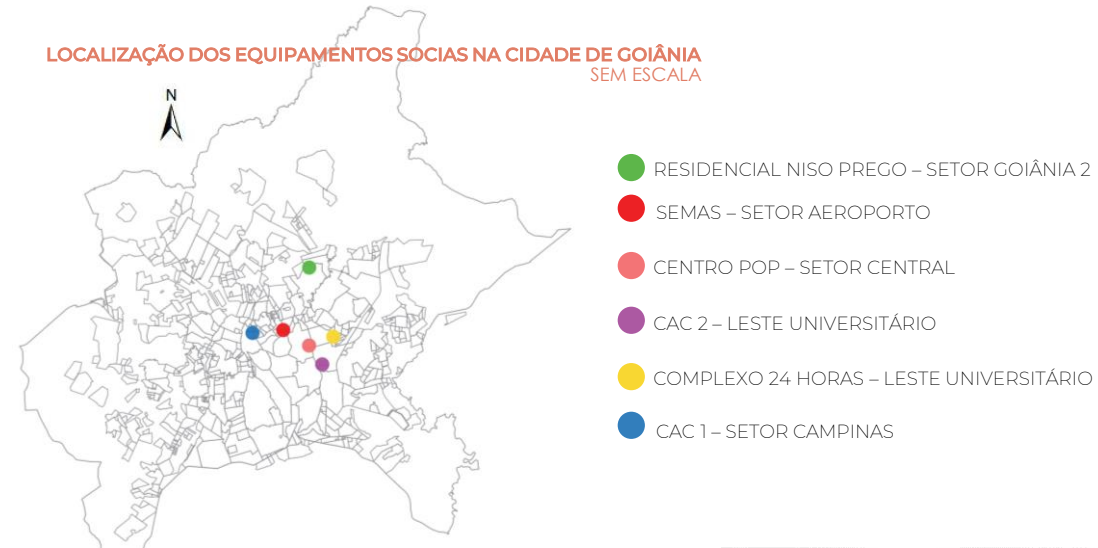 LOCALIZAÇÃO DOS EQUIPAMENTOS SOCIAS NA CIDADE DE GOIÂNIA
SEM ESCALA
N
RESIDENCIAL NISO PREGO – SETOR GOIÂNIA 2
SEMAS – SETOR AEROPORTO
CENTRO POP – SETOR CENTRAL
CAC 2 – LESTE UNIVERSITÁRIO
COMPLEXO 24 HORAS – LESTE UNIVERSITÁRIO
CAC 1 – SETOR CAMPINAS